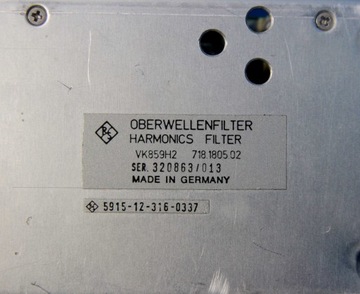 OBERWELLENFILTER
HARMONICS FILTER
VK859H2 718.1805.02
SER. 320863/013
MADE IN GERMANY
5915-12-316-0337